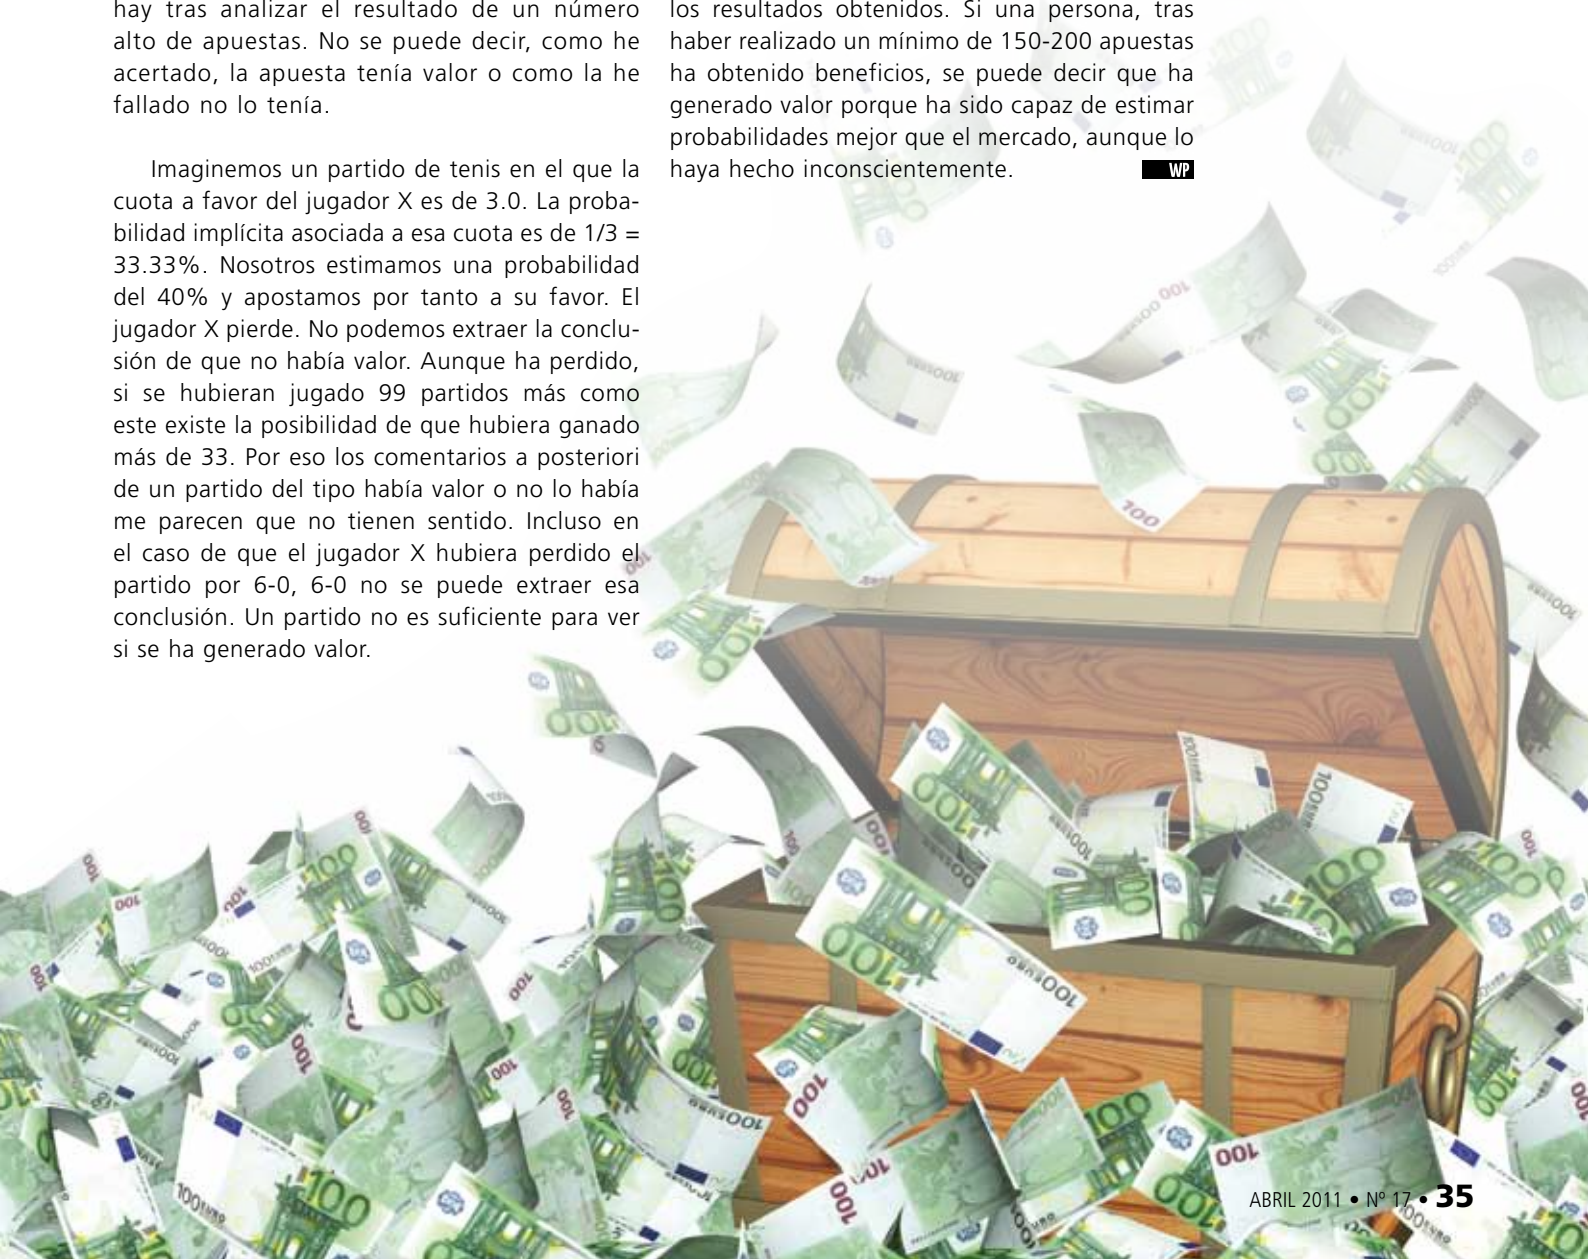 hay tras analizar el resultado de un número
alto de apuestas. No se puede decir, como he
acertado, la apuesta tenía valor o como la he
fallado no lo tenía.
Imaginemos un partido de tenis en el que la
cuota a favor del jugador X es de 3.0. La proba-
bilidad implícita asociada a esa cuota es de 1/3 =
33.33%. Nosotros estimamos una probabilidad
del 40% y apostamos por tanto a su favor. El
jugador X pierde. No podemos extraer la conclu-
sión de que no había valor. Aunque ha perdido,
si se hubieran jugado 99 partidos más como
este existe la posibilidad de que hubiera ganado
más de 33. Por eso los comentarios a posteriori
de un partido del tipo había valor o no lo había
me parecen que no tienen sentido. Incluso en
el caso de que el jugador X hubiera perdido el
partido por 6-0, 6-0 no se puede extraer esa
conclusión. Un partido no es suficiente para ver
si se ha generado valor.
los resultados obtenidos. Si una persona, tras
haber realizado un mínimo de 150-200 apuestas
ha obtenido beneficios, se puede decir que ha
generado valor porque ha sido capaz de estimar
probabilidades mejor que el mercado, aunque lo
haya hecho inconscientemente.
WP
100
100
100
100 EURO
100
100 EURO
100
100
ABRIL 2011 • Nº 17 • 35